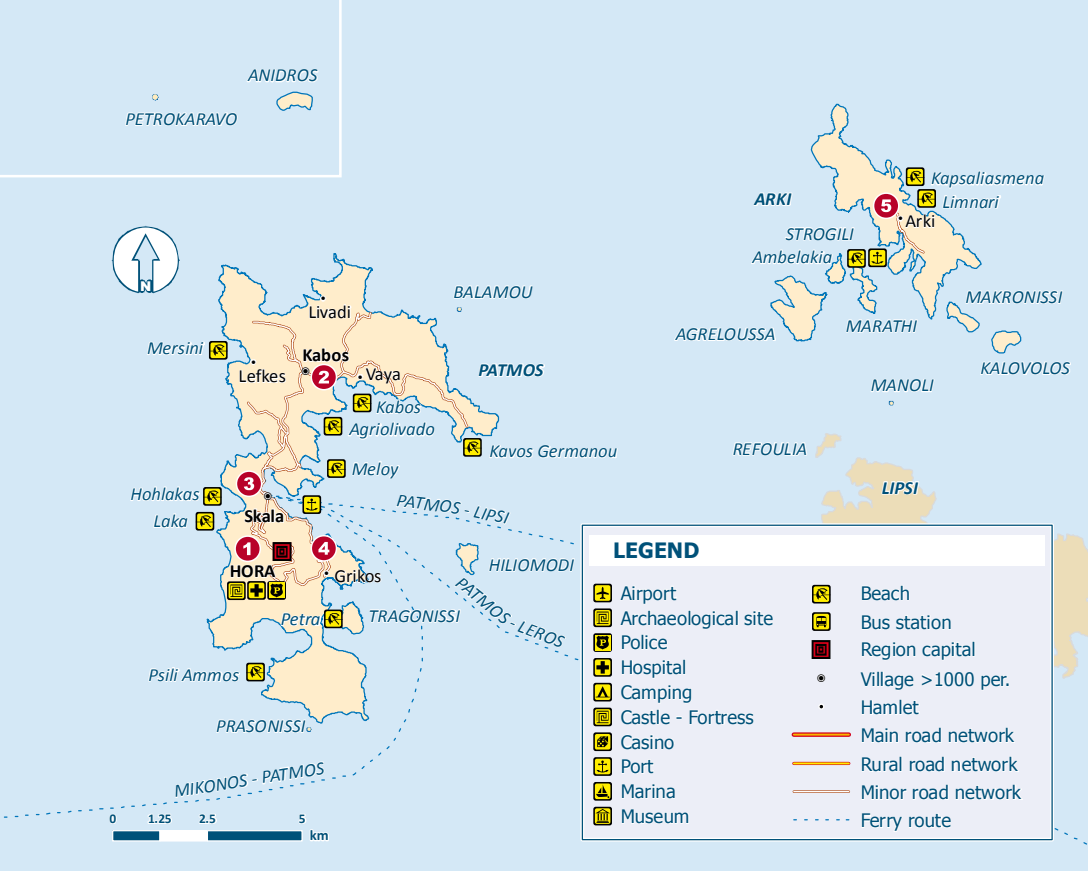 ANIDROS
PETROKARAVO
Kapsaliasmena
Limnari
ARKI
5
Arki
STROGILI
Ambelakia
MAKRONISSI
MARATHI
AGRELOUSSA
KALOVOLOS
MANOLI
REFOULIA
LIPSI
N
BALAMOU
Livadi
Mersini
Kabos
Lefkes
2
Vaya
PATMOS
Kabos
Agriolivado
Kavos Germanou
Meloy
3
Hohlakas
Laka
Skala
PATMOS - LIPSI
1
4
HORA
Grikos
HILIOMODI
PATMOS - LEROS
Petra
TRAGONISSI
Psili Ammos
PRASONISSI
MIKONOS - PATMOS
0 1.25 2.5 5
km
LEGEND
Airport
Archaeological site
Police
Hospital
Camping
Castle - Fortress
Casino
Port
Marina
Museum
Beach
Bus station
Region capital
Village >1000 per.
Hamlet
Main road network
Rural road network
Minor road network
Ferry route